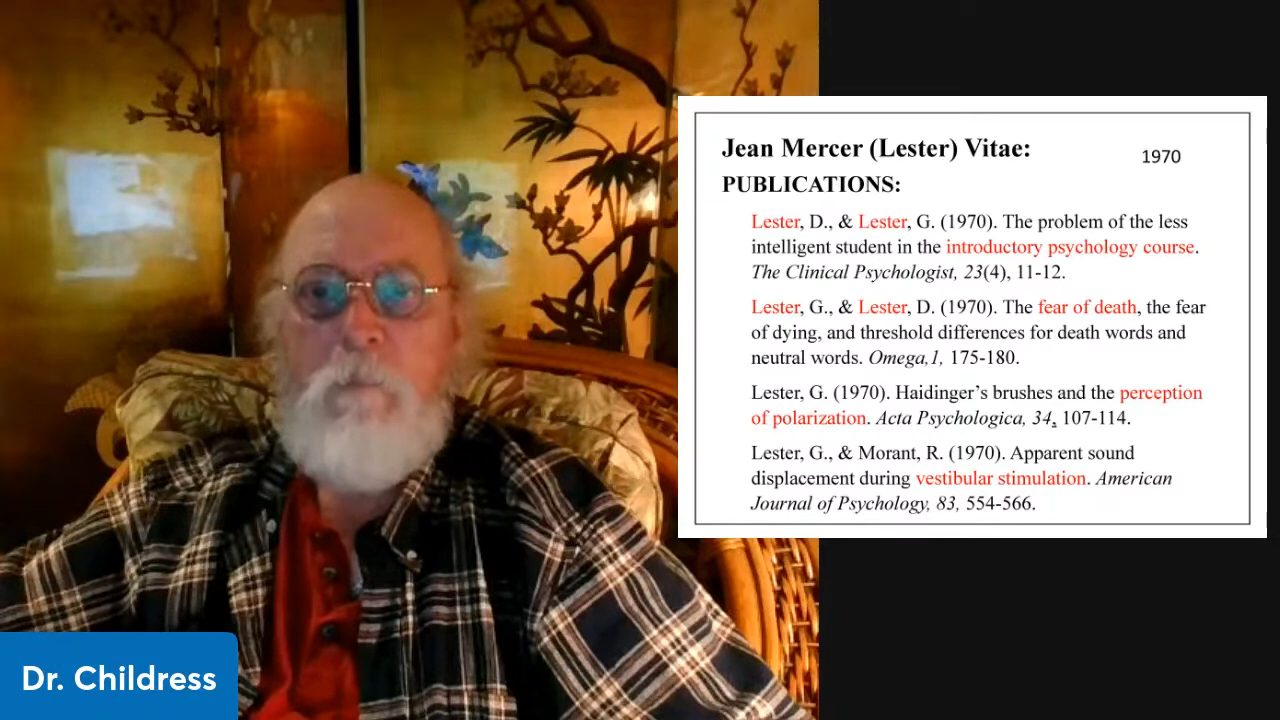 Jean Mercer (Lester) Vitae:
1970
PUBLICATIONS:
Lester, D., & Lester, G. (1970). The problem of the less
intelligent student in the introductory psychology course.
The Clinical Psychologist, 23(4), 11-12.
Lester, G., & Lester, D. (1970). The fear of death, the fear
of dying, and threshold differences for death words and
neutral words. Omega,1, 175-180.
Lester, G. (1970). Haidinger’s brushes and the perception
of polarization. Acta Psychologica, 34, 107-114.
Lester, G., & Morant, R. (1970). Apparent sound
displacement during vestibular stimulation. American
Journal of Psychology, 83, 554-566.
Dr. Childress